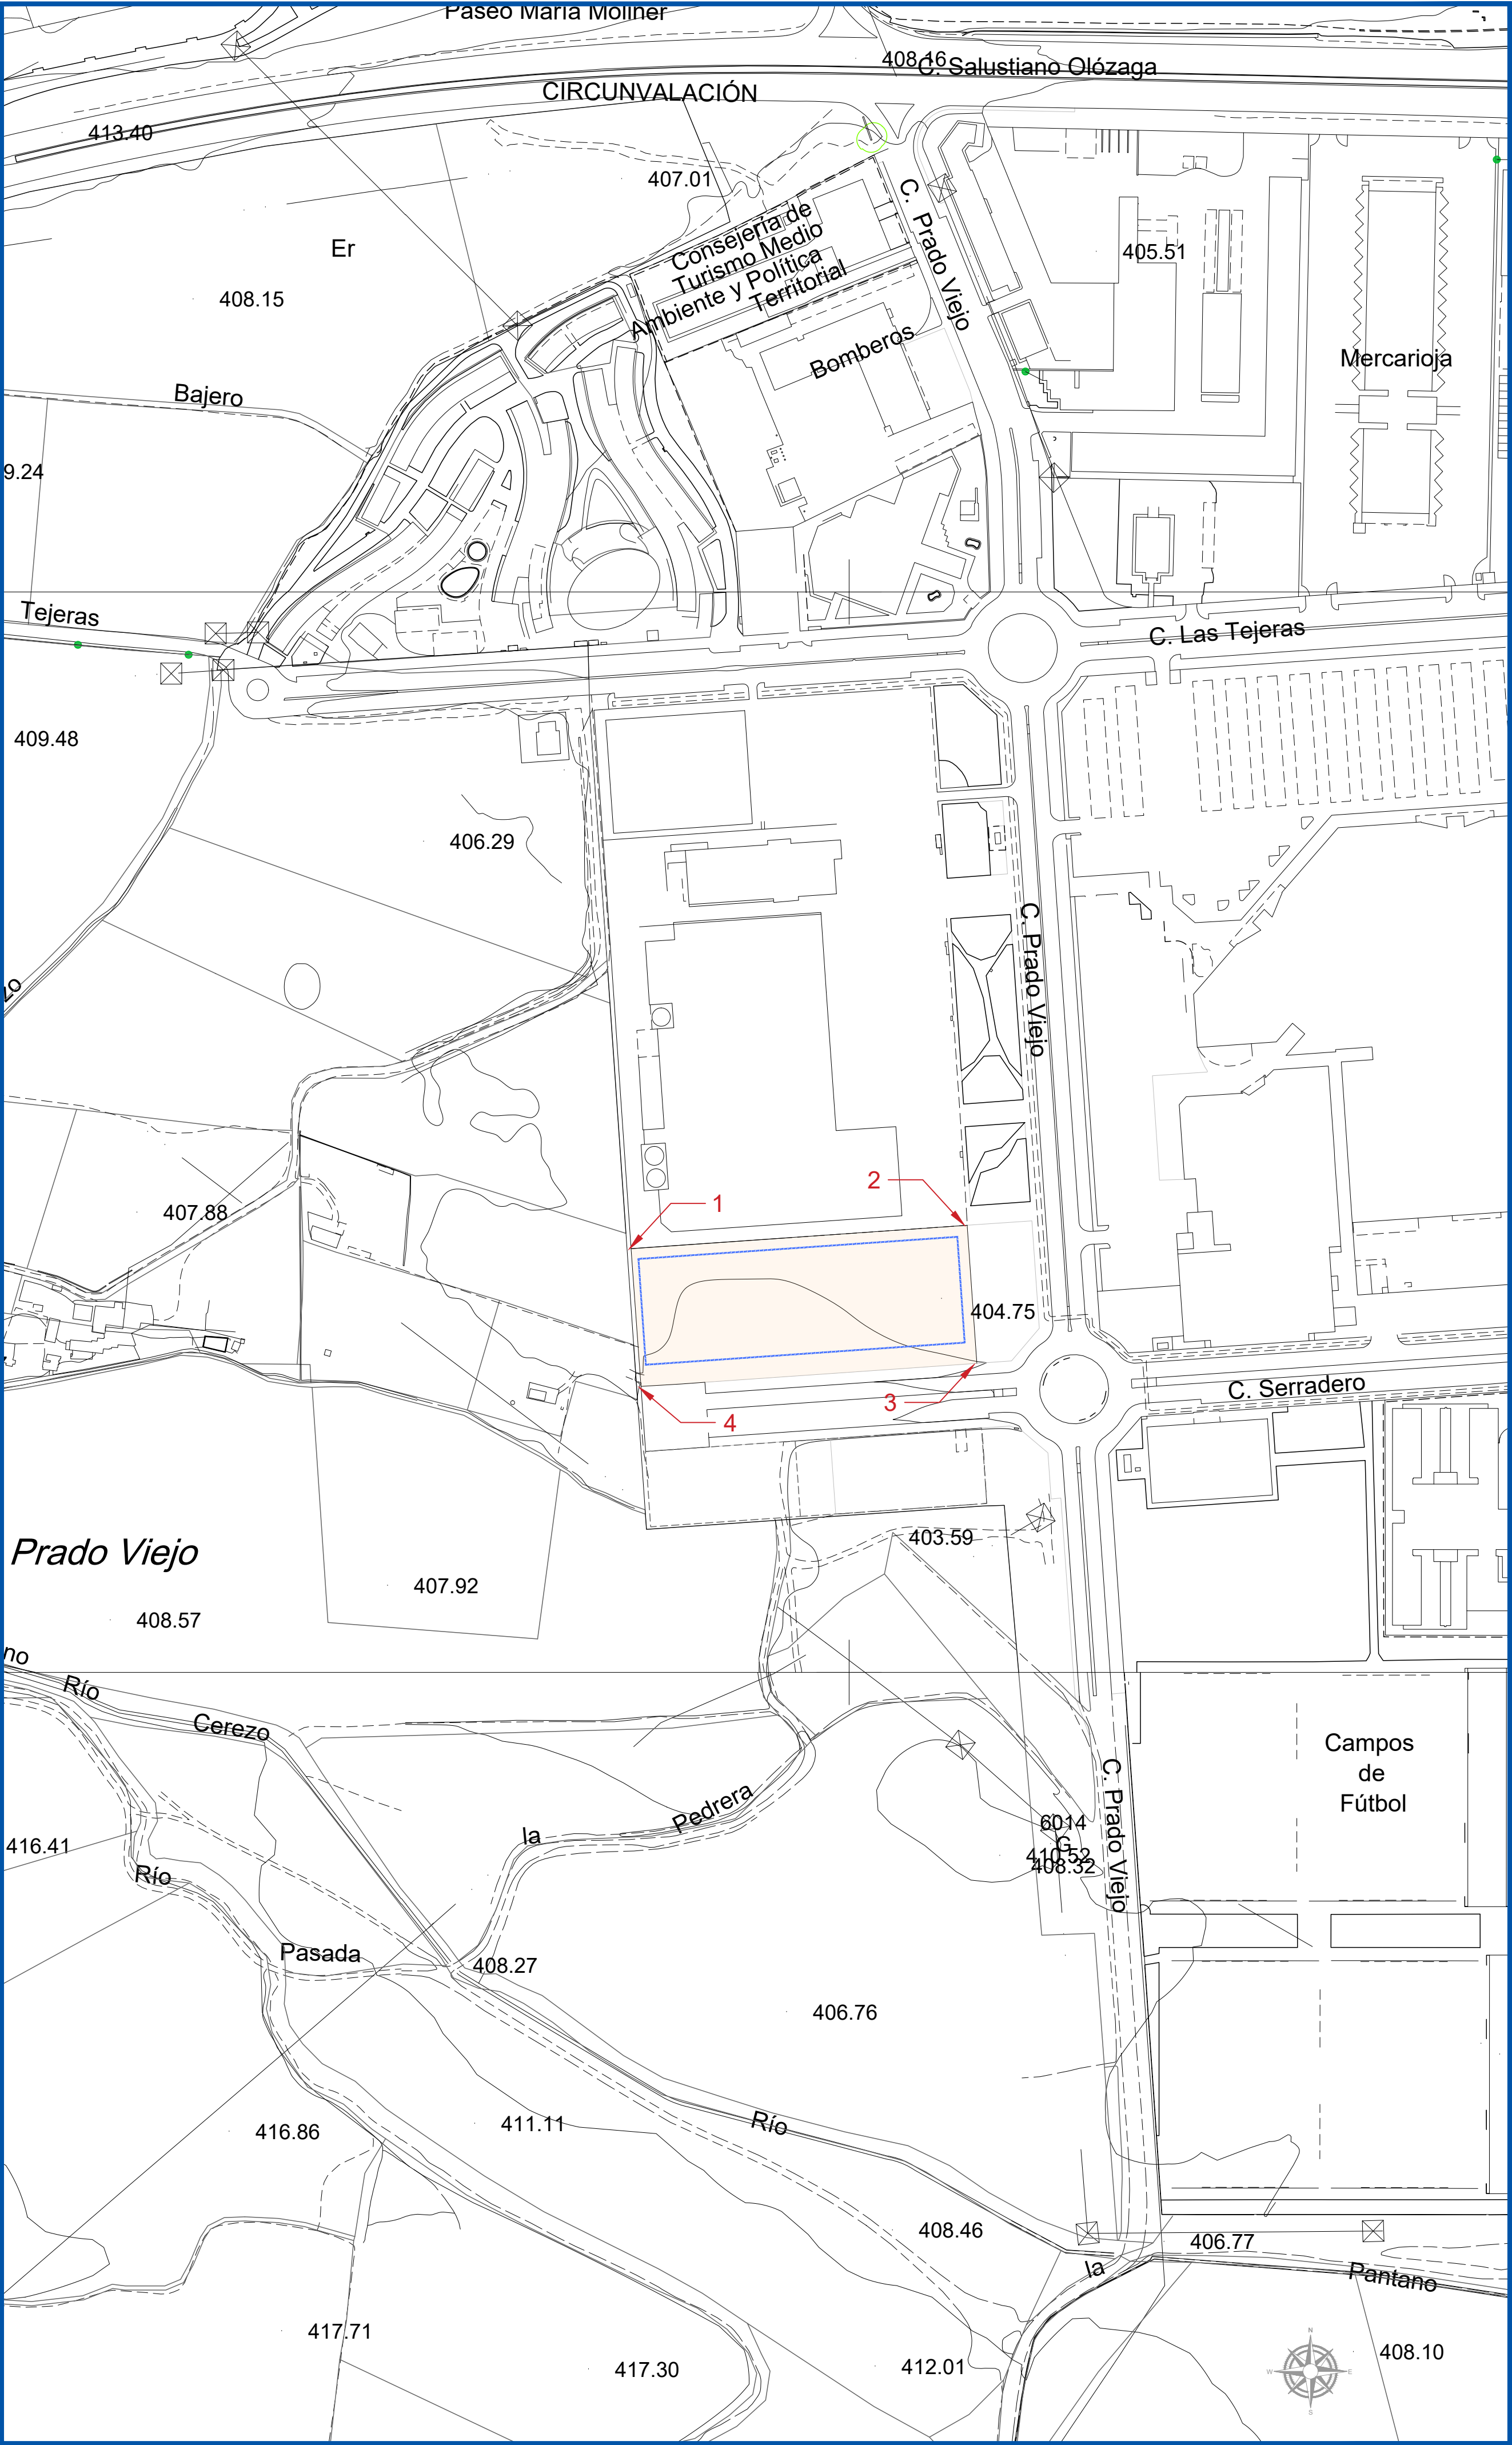 Paseo María Moliner
408.16
C. Salustiano Olózaga
CIRCUNVALACIÓN
413.40
407.01
C. Prado Viejo
Consejería de
Turismo Medio
Ambiente y Política
Territorial
Er
405.51
408.15
Bomberos
Mercarioja
Bajero
9.24
Tejeras
C. Las Tejeras
409.48
406.29
C. Prado Viejo
zo
1
2
407.88
404.75
3
4
C. Serradero
403.59
Prado Viejo
407.92
408.57
no
Río
Cerezo
Campos
de
Fútbol
C. Prado Viejo
la
Pedrera
6014
G
410.52
408.32
416.41
Río
Pasada
408.27
406.76
416.86
411.11
Río
408.46
406.77
la
Pantano
417.71
417.30
412.01
408.10
N
W
E
S